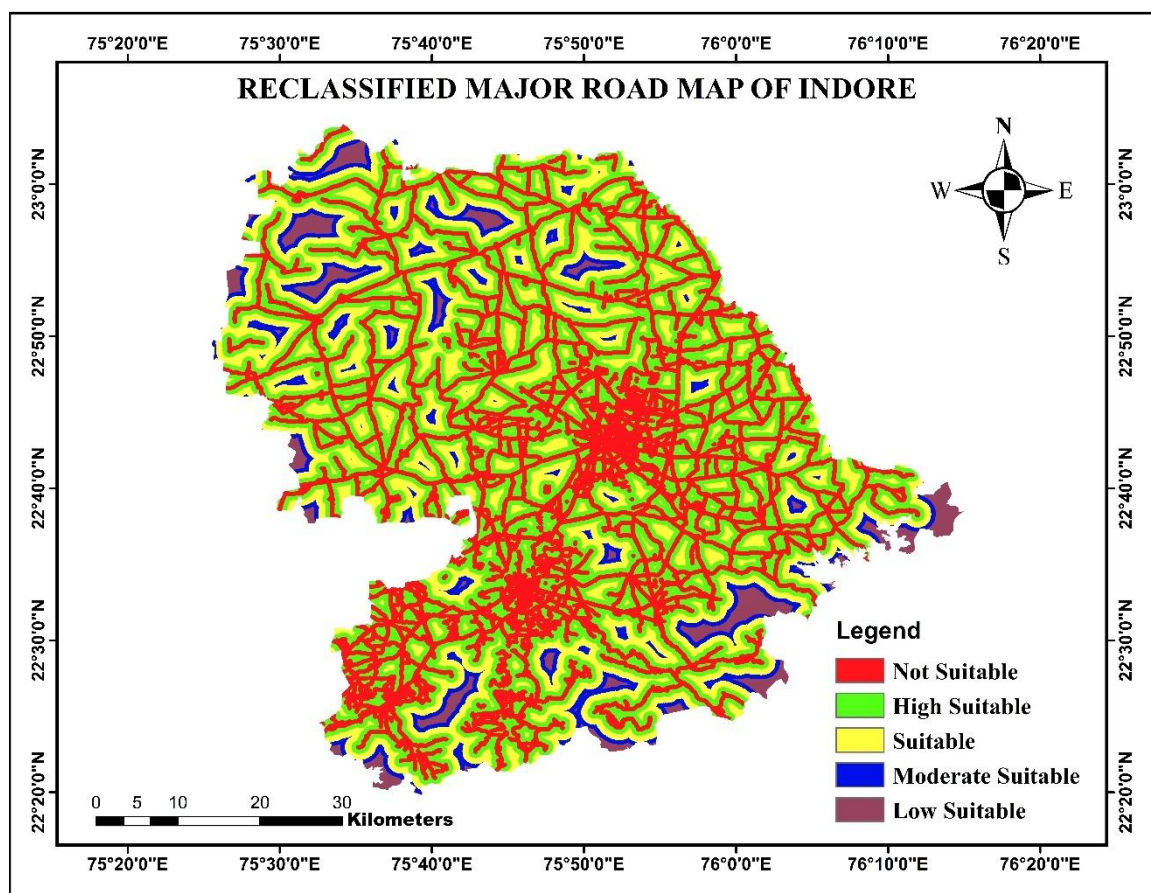 75°20'0"E 75°30'0"E 75°40'0"E 75°50'0"E 76°0'0"E 76°10'0"E 76°20'0"E
RECLASSIFIED MAJOR ROAD MAP OF INDORE
N
W E
S
23°0'0"N 23°0'0"N
22°50'0"N 22°50'0"N
22°40'0"N 22°40'0"N
22°30'0"N 22°30'0"N
22°20'0"N 22°20'0"N
Legend
Not Suitable
High Suitable
Suitable
Moderate Suitable
Low Suitable
0 5 10 20 30
Kilometers
75°20'0"E 75°30'0"E 75°40'0"E 75°50'0"E 76°0'0"E 76°10'0"E 76°20'0"E